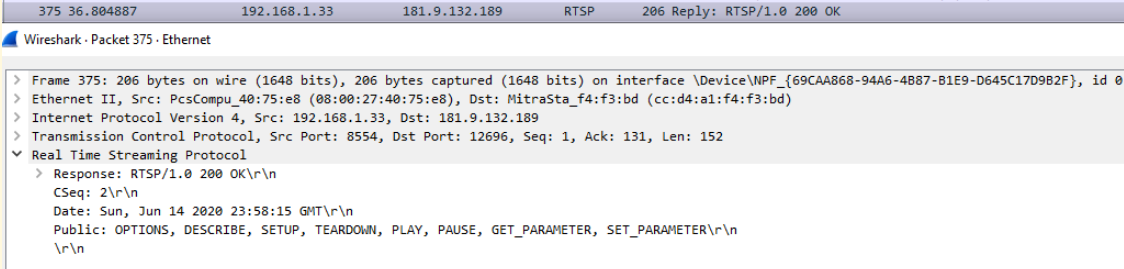 375 36.804887 192.168.1.33 181.9.132.189 RTSP 206 Reply: RTSP/1.0 200 OK
Wireshark · Packet 375 · Ethernet
Frame 375: 206 bytes on wire (1648 bits), 206 bytes captured (1648 bits) on interface \Device\NPF_{69CAA868-94A6-4B87-B1E9-D645C17D9B2F}, id 0
Ethernet II, Src: PcsCompu_40:75:e8 (08:00:27:40:75:e8), Dst: MitraSta_f4:f3:bd (cc:d4:a1:f4:f3:bd)
Internet Protocol Version 4, Src: 192.168.1.33, Dst: 181.9.132.189
Transmission Control Protocol, Src Port: 8554, Dst Port: 12696, Seq: 1, Ack: 131, Len: 152
Real Time Streaming Protocol
Response: RTSP/1.0 200 OK\r\n
CSeq: 2\r\n
Date: Sun, Jun 14 2020 23:58:15 GMT\r\n
Public: OPTIONS, DESCRIBE, SETUP, TEARDOWN, PLAY, PAUSE, GET_PARAMETER, SET_PARAMETER\r\n
\r\n